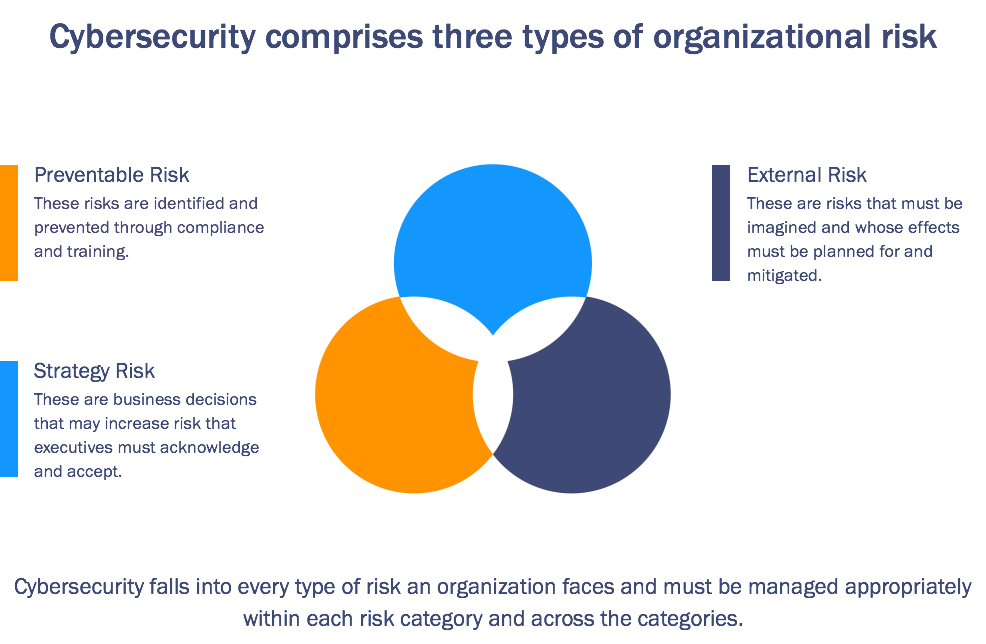 Cybersecurity comprises three types of organizational risk
Preventable Risk
These risks are identified and
prevented through compliance
and training.
Strategy Risk
These are business decisions
that may increase risk that
executives must acknowledge
and accept.
External Risk
These are risks that must be
imagined and whose effects
must be planned for and
mitigated.
Cybersecurity falls into every type of risk an organization faces and must be managed appropriately
within each risk category and across the categories.